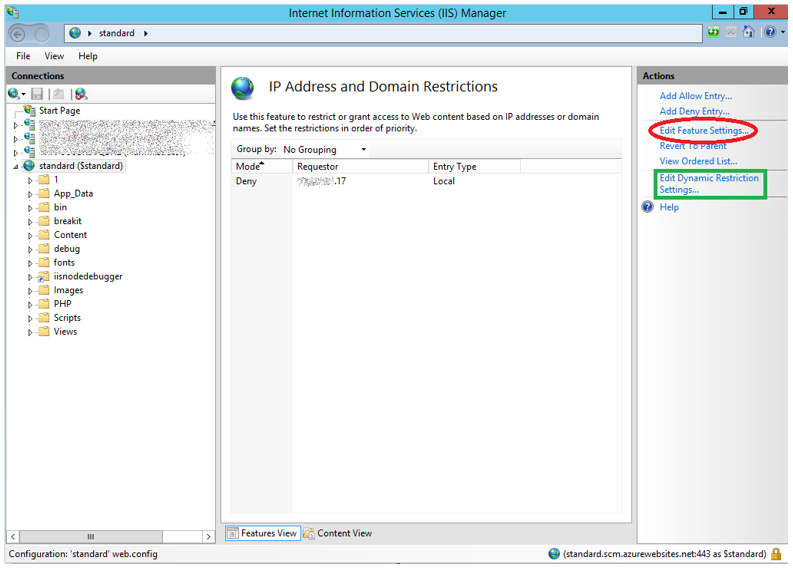 Internet Information Services (IIS) Manager
standard
File View Help
Connections
Start Page
standard ($standard)
1
App_Data
bin
breakit
Content
debug
fonts
iisnodedebugger
Images
PHP
Scripts
Views
IP Address and Domain Restrictions
Use this feature to restrict or grant access to Web content based on IP addresses or domain
names. Set the restrictions in order of priority.
Group by: No Grouping
Mode Requestor Entry Type
Deny .17 Local
Features View Content View
Actions
Add Allow Entry...
Add Deny Entry...
Edit Feature Settings...
Revert To Parent
View Ordered List...
Edit Dynamic Restriction
Settings...
Help
Configuration: 'standard' web.config
(standard.scm.azurewebsites.net:443 as $standard)